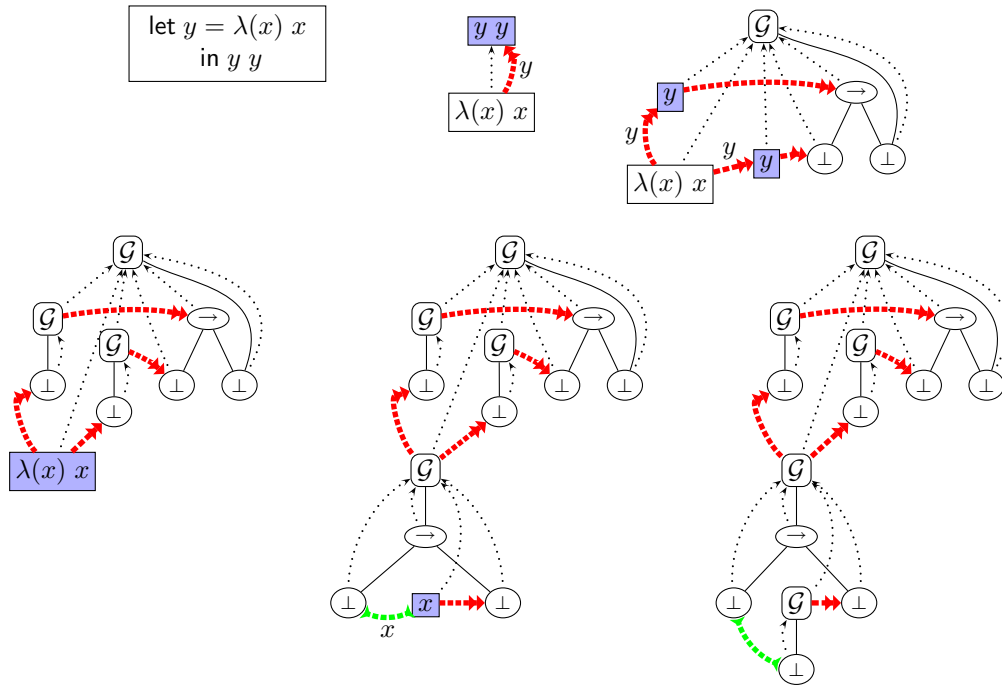 let y = λ(x) x
in y y
y y
y
λ(x) x
𝒢
y
→
y
y
y
⊥
⊥
λ(x) x
𝒢
𝒢
→
𝒢
⊥
⊥
⊥
⊥
λ(x) x
𝒢
𝒢
→
𝒢
⊥
⊥
⊥
⊥
𝒢
→
⊥
x
⊥
x
𝒢
𝒢
→
𝒢
⊥
⊥
⊥
⊥
𝒢
→
⊥
𝒢
⊥
⊥